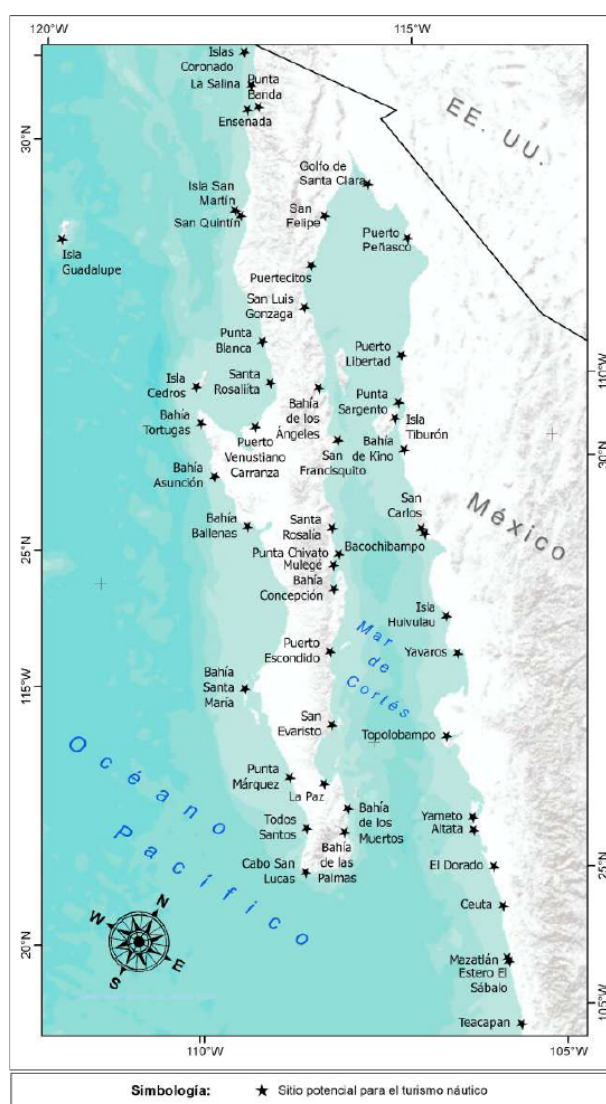 120°W
115°W
Islas
Coronado
La Salina
Punta
Banda
Ensenada
30°N
EE. UU.
Golfo de
Santa Clara
Isla San
Martín
San Quintín
San
Felipe
Puerto
Peñasco
Isla
Guadalupe
Puertecitos
San Luis
Gonzaga
Punta
Blanca
Puerto
Libertad
110°W
Isla
Cedros
Santa
Rosaliíta
Bahía
de los
Ángeles
Punta
Sargento
Isla
Tiburón
Bahía
Tortugas
Puerto
Venustiano
Carranza
San
Francisquito
Bahía
de Kino
30°N
Bahía
Asunción
San
Carlos
México
Bahía
Ballenas
Santa
Rosalía
Bacochibampo
25°N
Punta Chivato
Mulegé
Bahía
Concepción
Isla
Huivulau
Mar
de
Cortés
Puerto
Escondido
Yavaros
115°W
Bahía
Santa
María
San
Evaristo
Topolobampo
Océano
Pacífico
Punta
Márquez
La Paz
Bahía
de los
Muertos
Yameto
Altata
Todos
Santos
Bahía
de las
Palmas
El Dorado
25°N
Cabo San
Lucas
Ceuta
N
W
E
S
20°N
Mazatlán
Estero El
Sábalo
105°W
Teacapan
110°W
105°W
Simbología:
Sitio potencial para el turismo náutico